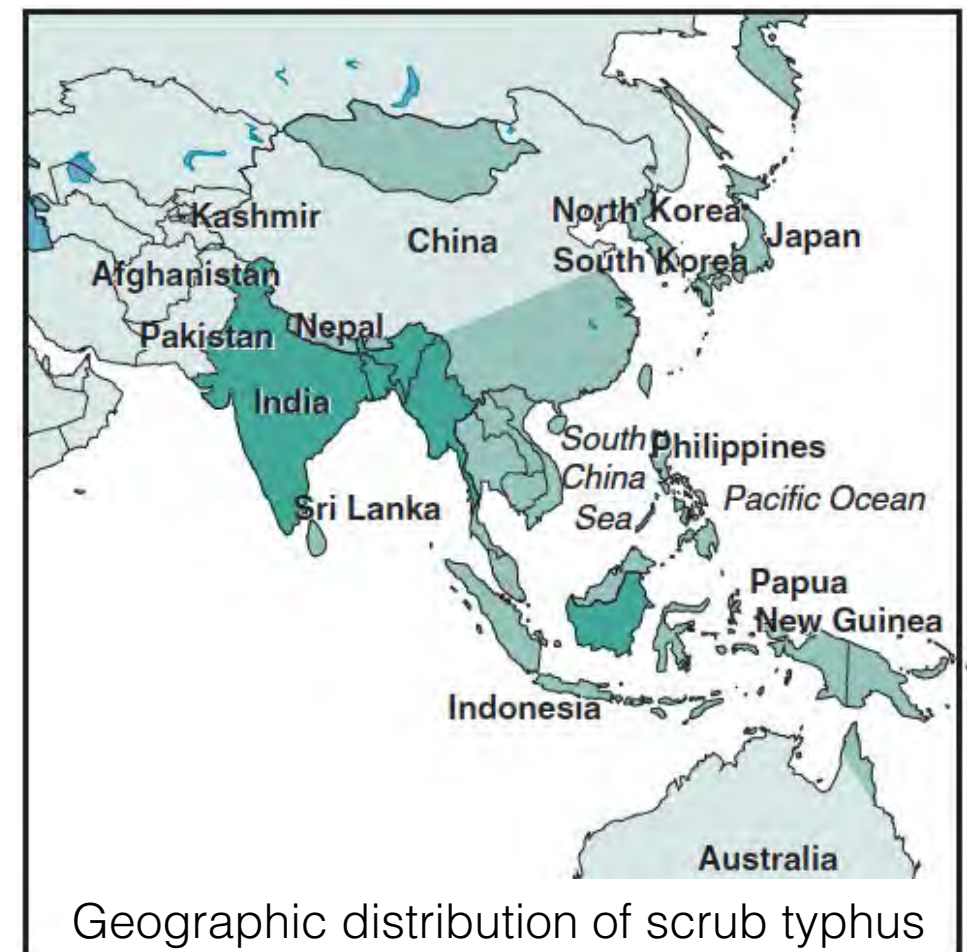 Kashmir
North Korea
China
Japan
South Korea
Afghanistan
Pakistan
Nepal
India
South
China
Sea
Philippines
Pacific Ocean
Sri Lanka
Papua
New Guinea
Indonesia
Australia
Geographic distribution of scrub typhus